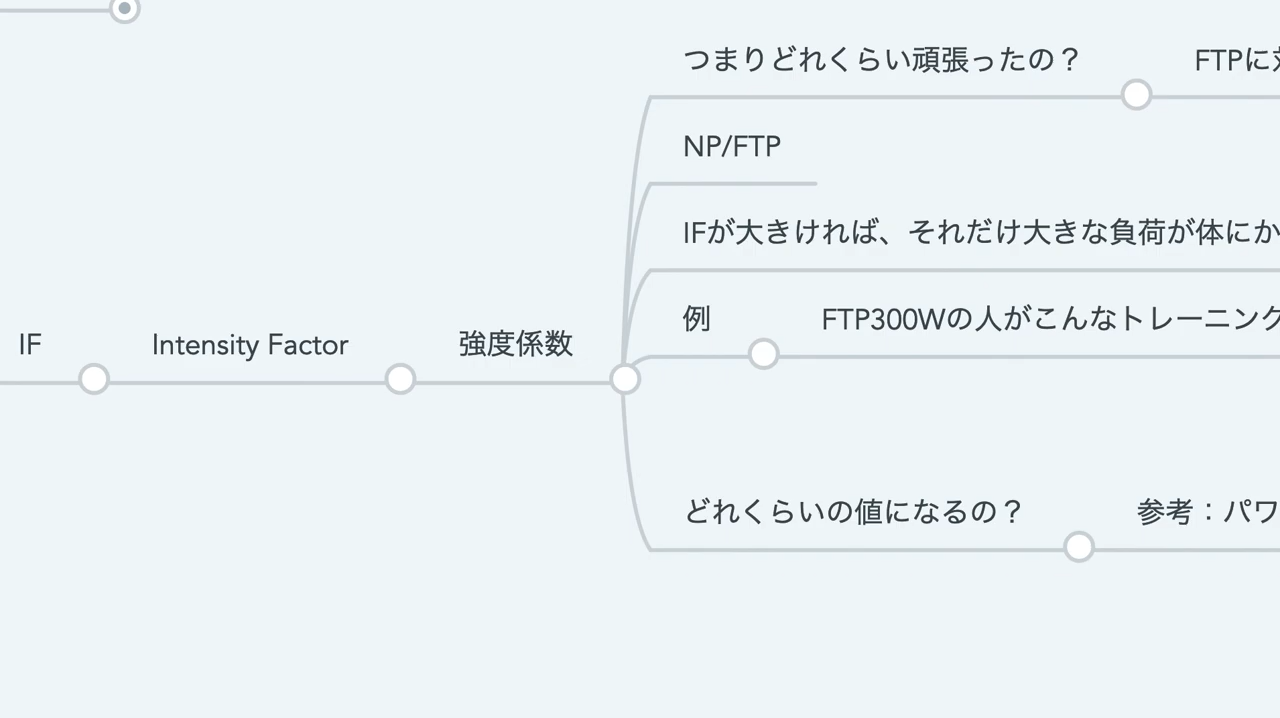 つまりどれくらい頑張ったの？ FTPに
NP/FTP
IFが大きければ、それだけ大きな負荷が体にか
例 FTP300Wの人がこんなトレーニング
IF Intensity Factor 強度係数
どれくらいの値になるの？ 参考：パワ